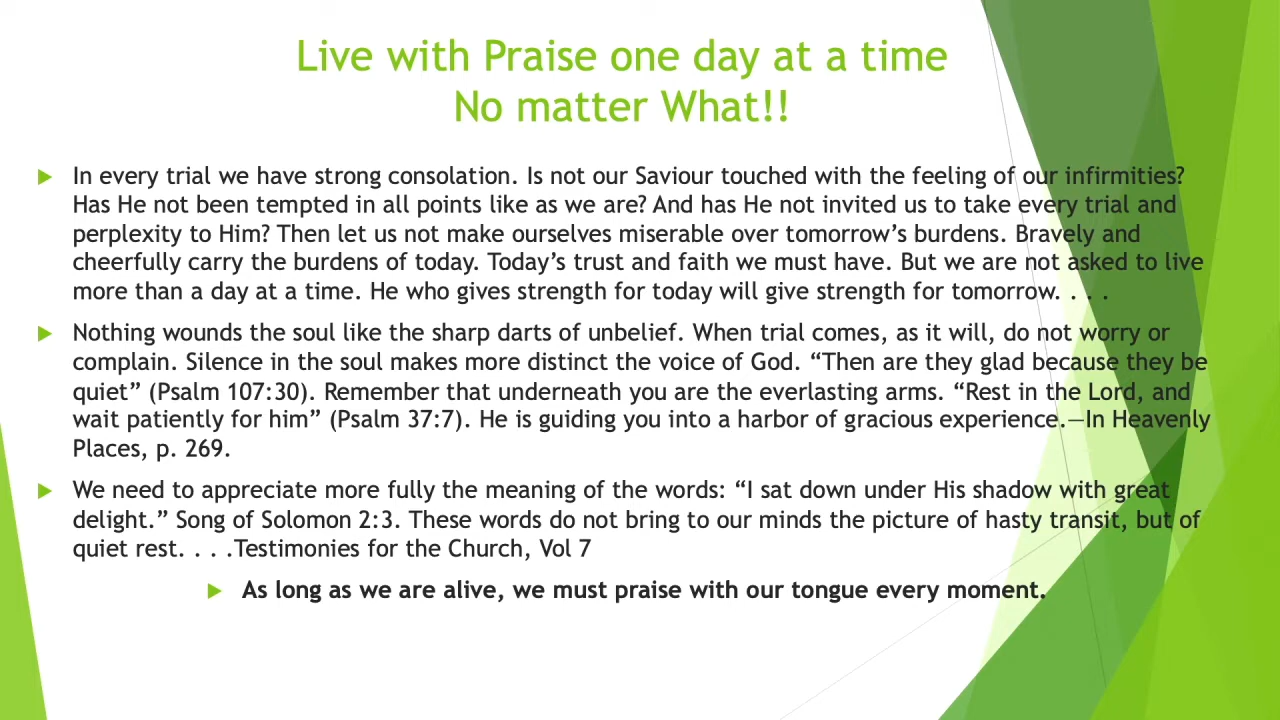 Live with Praise one day at a time
No matter What!!
In every trial we have strong consolation. Is not our Saviour touched with the feeling of our infirmities?
Has He not been tempted in all points like as we are? And has He not invited us to take every trial and
perplexity to Him? Then let us not make ourselves miserable over tomorrow’s burdens. Bravely and
cheerfully carry the burdens of today. Today’s trust and faith we must have. But we are not asked to live
more than a day at a time. He who gives strength for today will give strength for tomorrow. . . .
Nothing wounds the soul like the sharp darts of unbelief. When trial comes, as it will, do not worry or
complain. Silence in the soul makes more distinct the voice of God. “Then are they glad because they be
quiet” (Psalm 107:30). Remember that underneath you are the everlasting arms. “Rest in the Lord, and
wait patiently for him” (Psalm 37:7). He is guiding you into a harbor of gracious experience.—In Heavenly
Places, p. 269.
We need to appreciate more fully the meaning of the words: “I sat down under His shadow with great
delight.” Song of Solomon 2:3. These words do not bring to our minds the picture of hasty transit, but of
quiet rest. . . .Testimonies for the Church, Vol 7
As long as we are alive, we must praise with our tongue every moment.